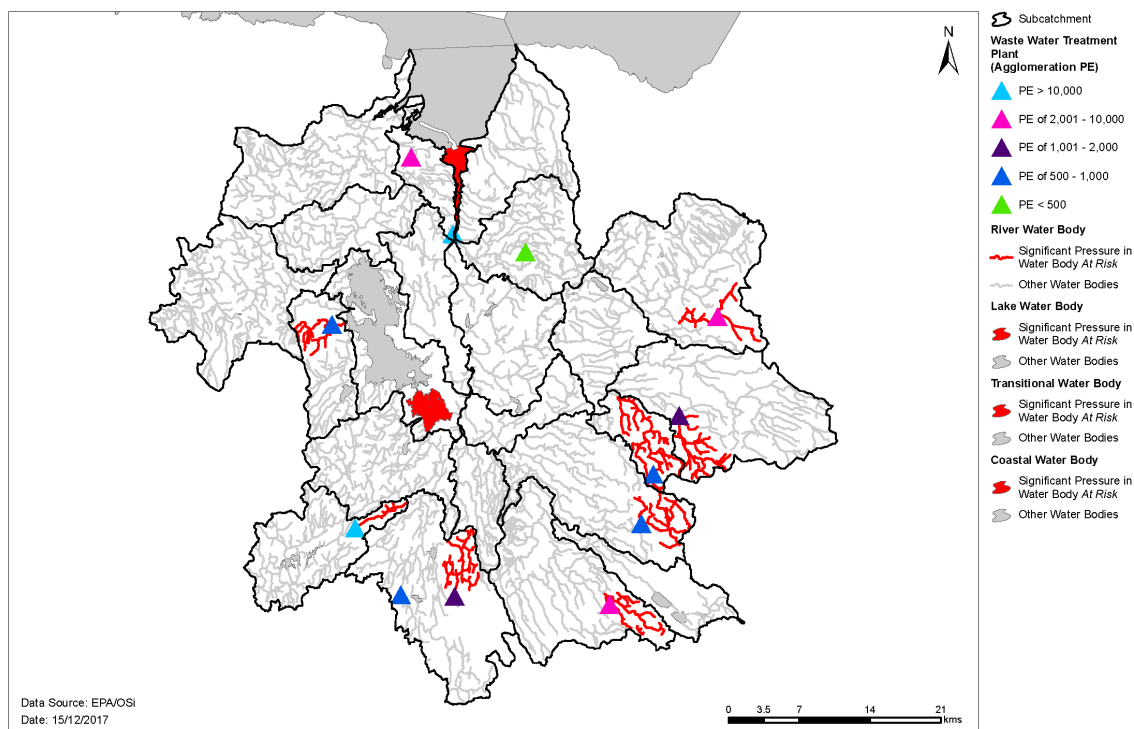 N
Subcatchment
Waste Water Treatment
Plant
(Agglomeration PE)
PE > 10,000
PE of 2,001 - 10,000
PE of 1,001 - 2,000
PE of 500 - 1,000
PE < 500
River Water Body
Significant Pressure in
Water Body At Risk
Other Water Bodies
Lake Water Body
Significant Pressure in
Water Body At Risk
Other Water Bodies
Transitional Water Body
Significant Pressure in
Water Body At Risk
Other Water Bodies
Coastal Water Body
Significant Pressure in
Water Body At Risk
Other Water Bodies
Data Source: EPA/OSi
Date: 15/12/2017
0 3.5 7 14 21
kms